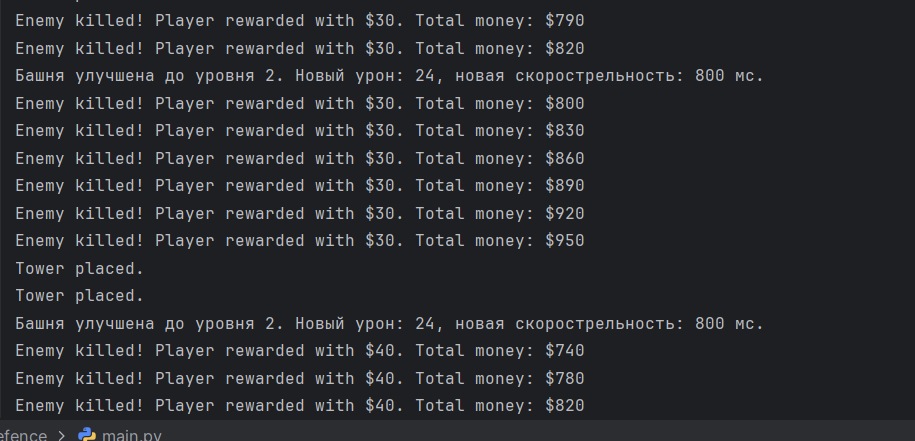 Enemy killed! Player rewarded with $30. Total money: $790
Enemy killed! Player rewarded with $30. Total money: $820
Башня улучшена до уровня 2. Новый урон: 24, новая скорострельность: 800 мс.
Enemy killed! Player rewarded with $30. Total money: $800
Enemy killed! Player rewarded with $30. Total money: $830
Enemy killed! Player rewarded with $30. Total money: $860
Enemy killed! Player rewarded with $30. Total money: $890
Enemy killed! Player rewarded with $30. Total money: $920
Enemy killed! Player rewarded with $30. Total money: $950
Tower placed.
Tower placed.
Башня улучшена до уровня 2. Новый урон: 24, новая скорострельность: 800 мс.
Enemy killed! Player rewarded with $40. Total money: $740
Enemy killed! Player rewarded with $40. Total money: $780
Enemy killed! Player rewarded with $40. Total money: $820
efence > main.py